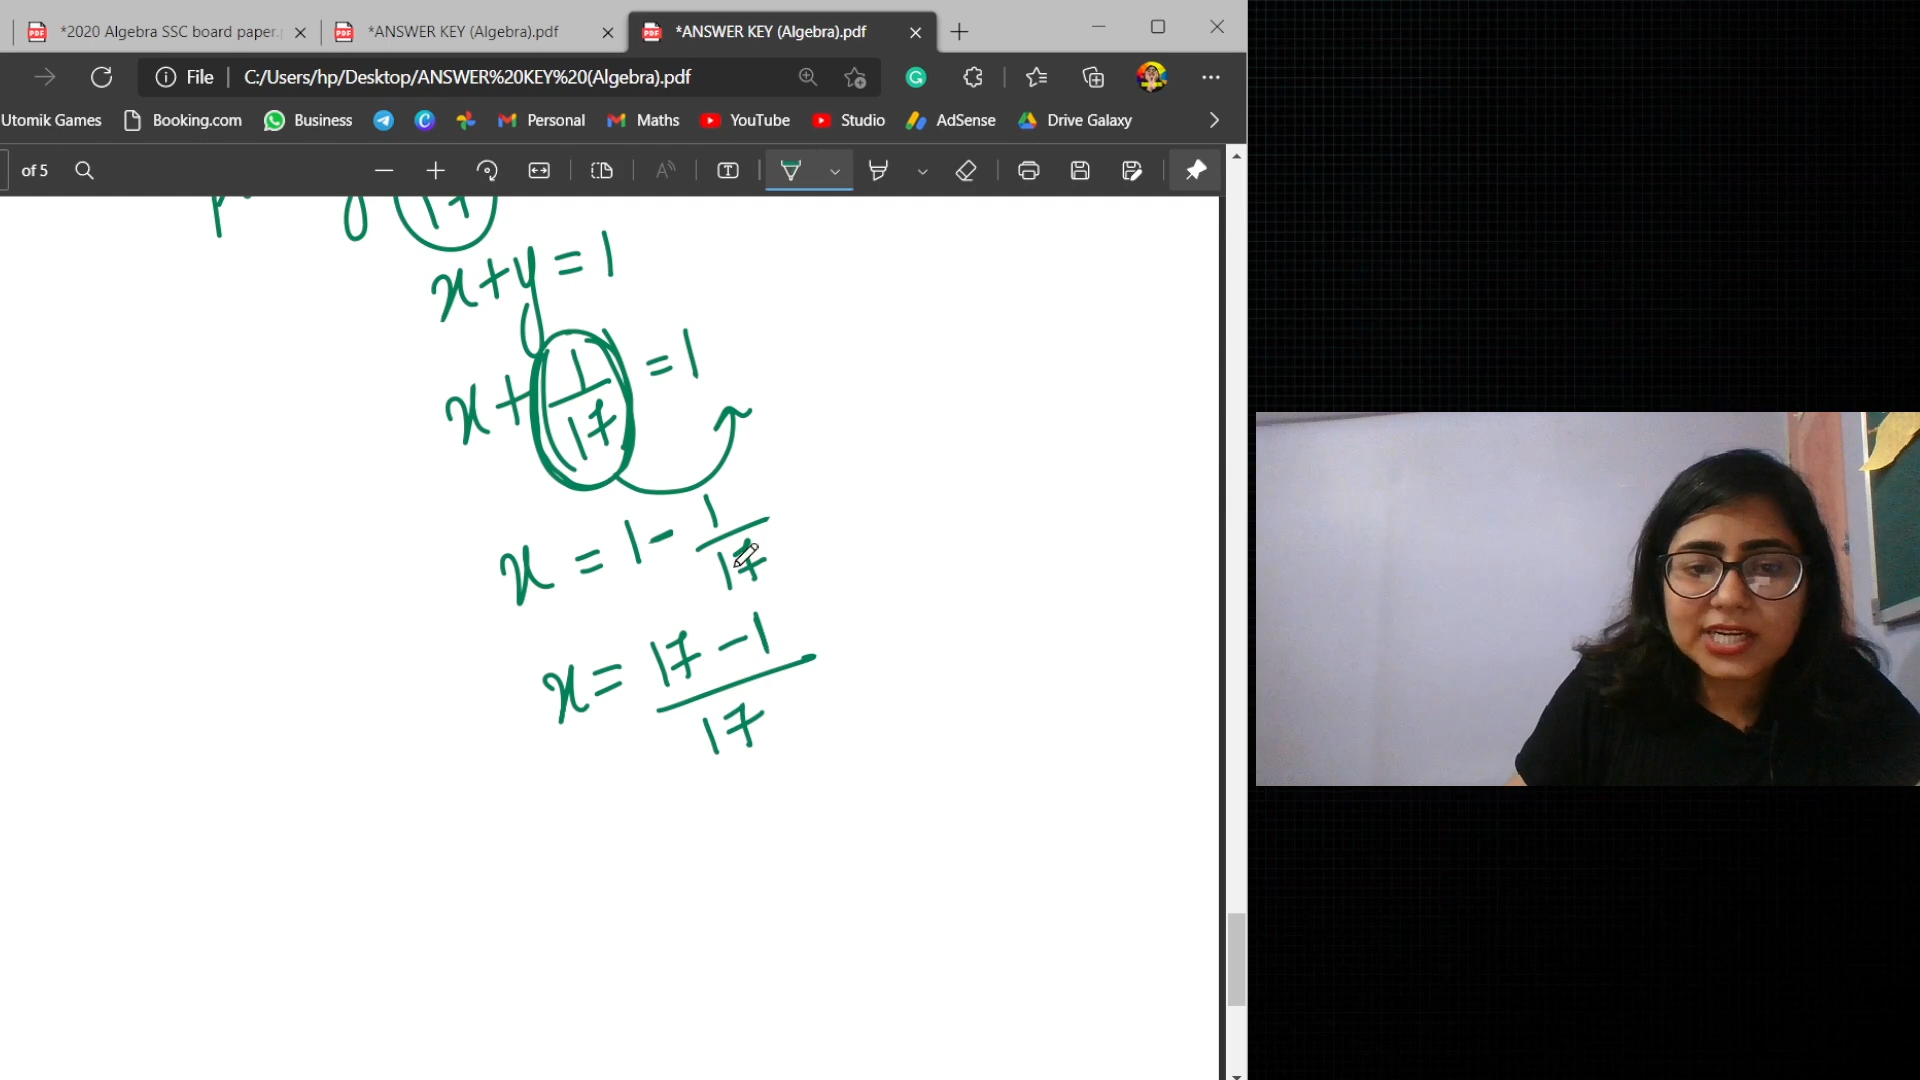 *2020 Algebra SSC board paper.
*ANSWER KEY (Algebra).pdf
*ANSWER KEY (Algebra).pdf
File
C:/Users/hp/Desktop/ANSWER%20KEY%20(Algebra).pdf
Utomik Games
Booking.com
Business
Personal
Maths
YouTube
Studio
AdSense
Drive Galaxy
of 5
y 17
x+y=1
x+ 1/17 =1
x = 1 - 1/17
x = 17-1/17